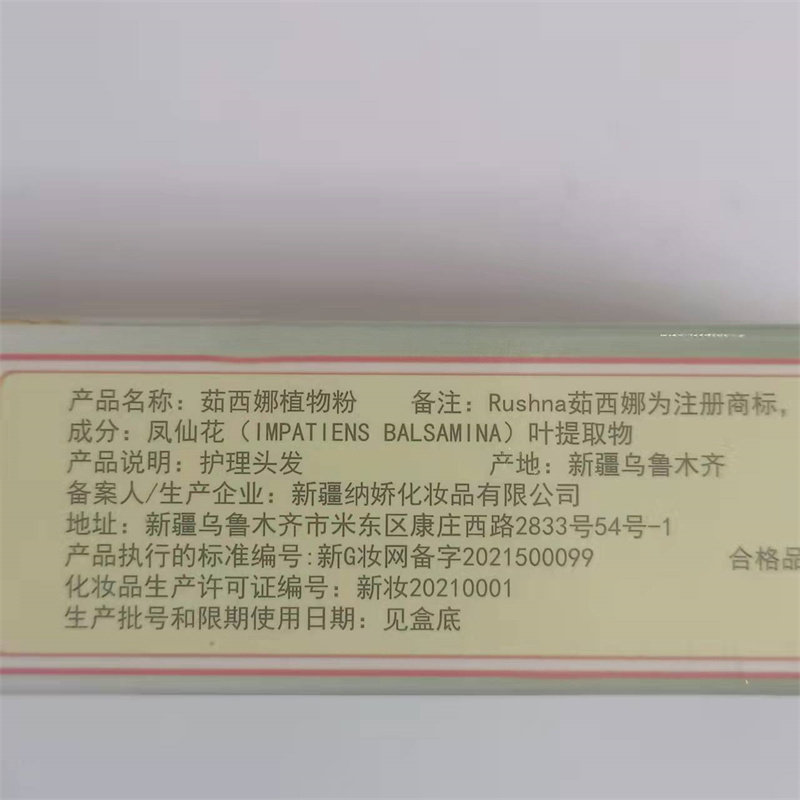 产品名称：茹西娜植物粉 备注：Rushna茹西娜为注册商标，
成分：凤仙花（IMPATIENS BALSAMINA）叶提取物
产品说明：护理头发 产地：新疆乌鲁木齐
备案人/生产企业：新疆纳娇化妆品有限公司
地址：新疆乌鲁木齐市米东区康庄西路2833号54号-1
产品执行的标准编号:新G妆网备字2021500099 合格品
化妆品生产许可证编号：新妆20210001
生产批号和限期使用日期：见盒底